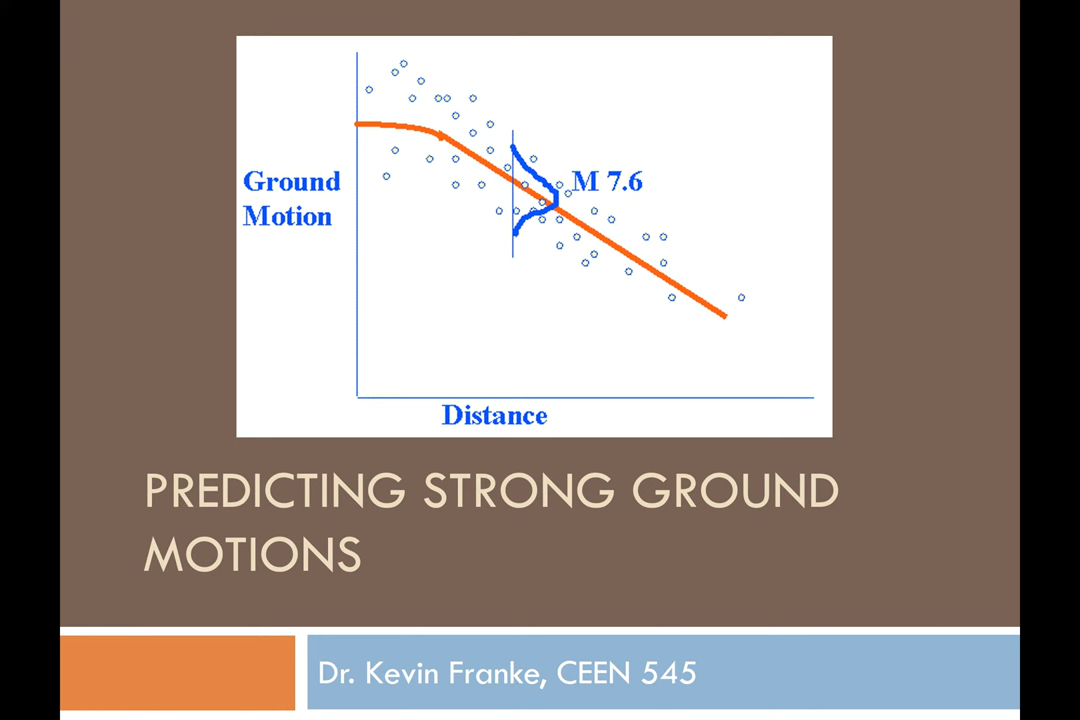 Ground
Motion
M 7.6
Distance
PREDICTING STRONG GROUND
MOTIONS
Dr. Kevin Franke, CEEN 545